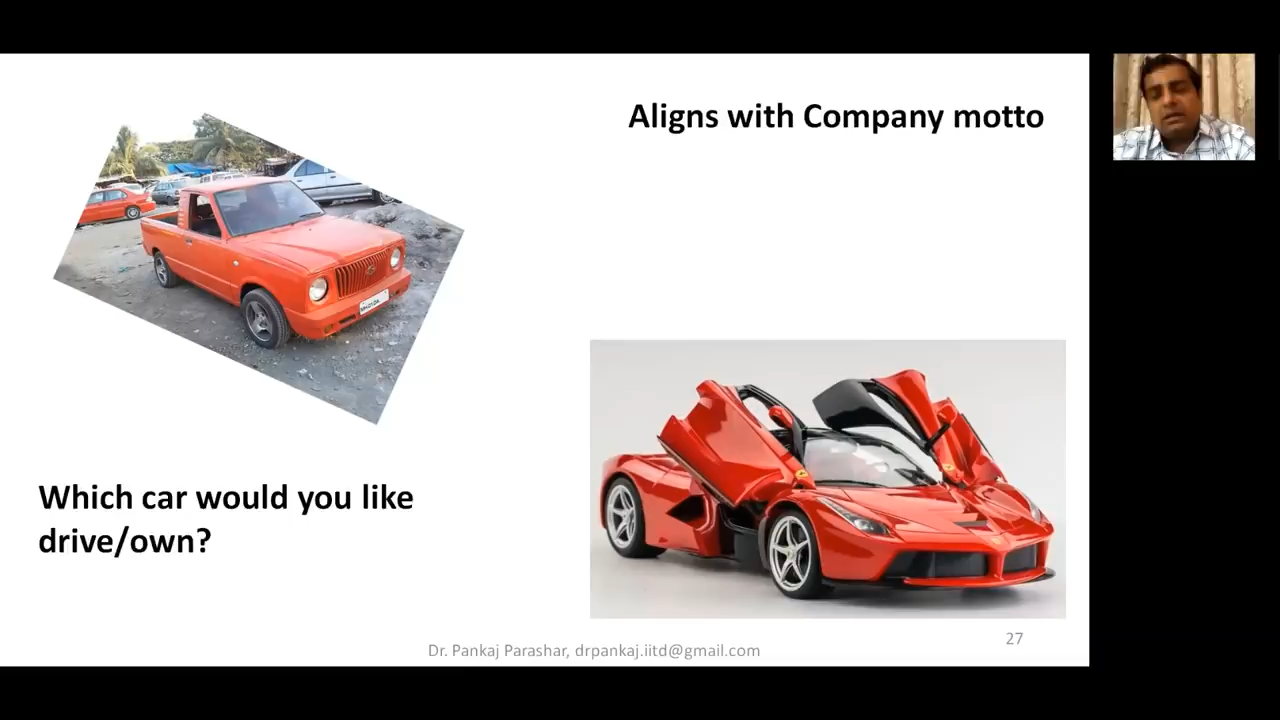 Aligns with Company motto
Which car would you like
drive/own?
Dr. Pankaj Parashar, drpankaj.iitd@gmail.com
27